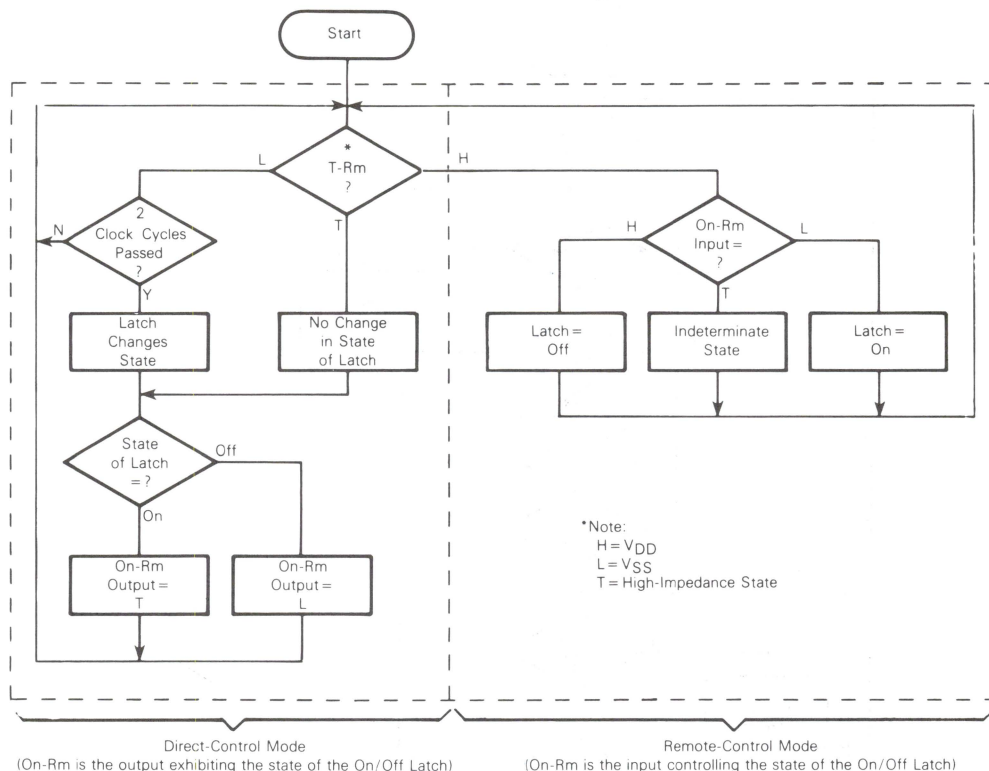 Start
*
T-Rm
?
L
H
T
2
Clock Cycles
Passed
?
N
Y
Latch
Changes
State
No Change
in State
of Latch
State
of Latch
= ?
Off
On
On-Rm
Output =
T
On-Rm
Output =
L
On-Rm
Input =
?
H
L
T
Latch =
Off
Indeterminate
State
Latch =
On
*Note:
H = VDD
L = VSS
T = High-Impedance State
Direct-Control Mode
(On-Rm is the output exhibiting the state of the On/Off Latch)
Remote-Control Mode
(On-Rm is the input controlling the state of the On/Off Latch)